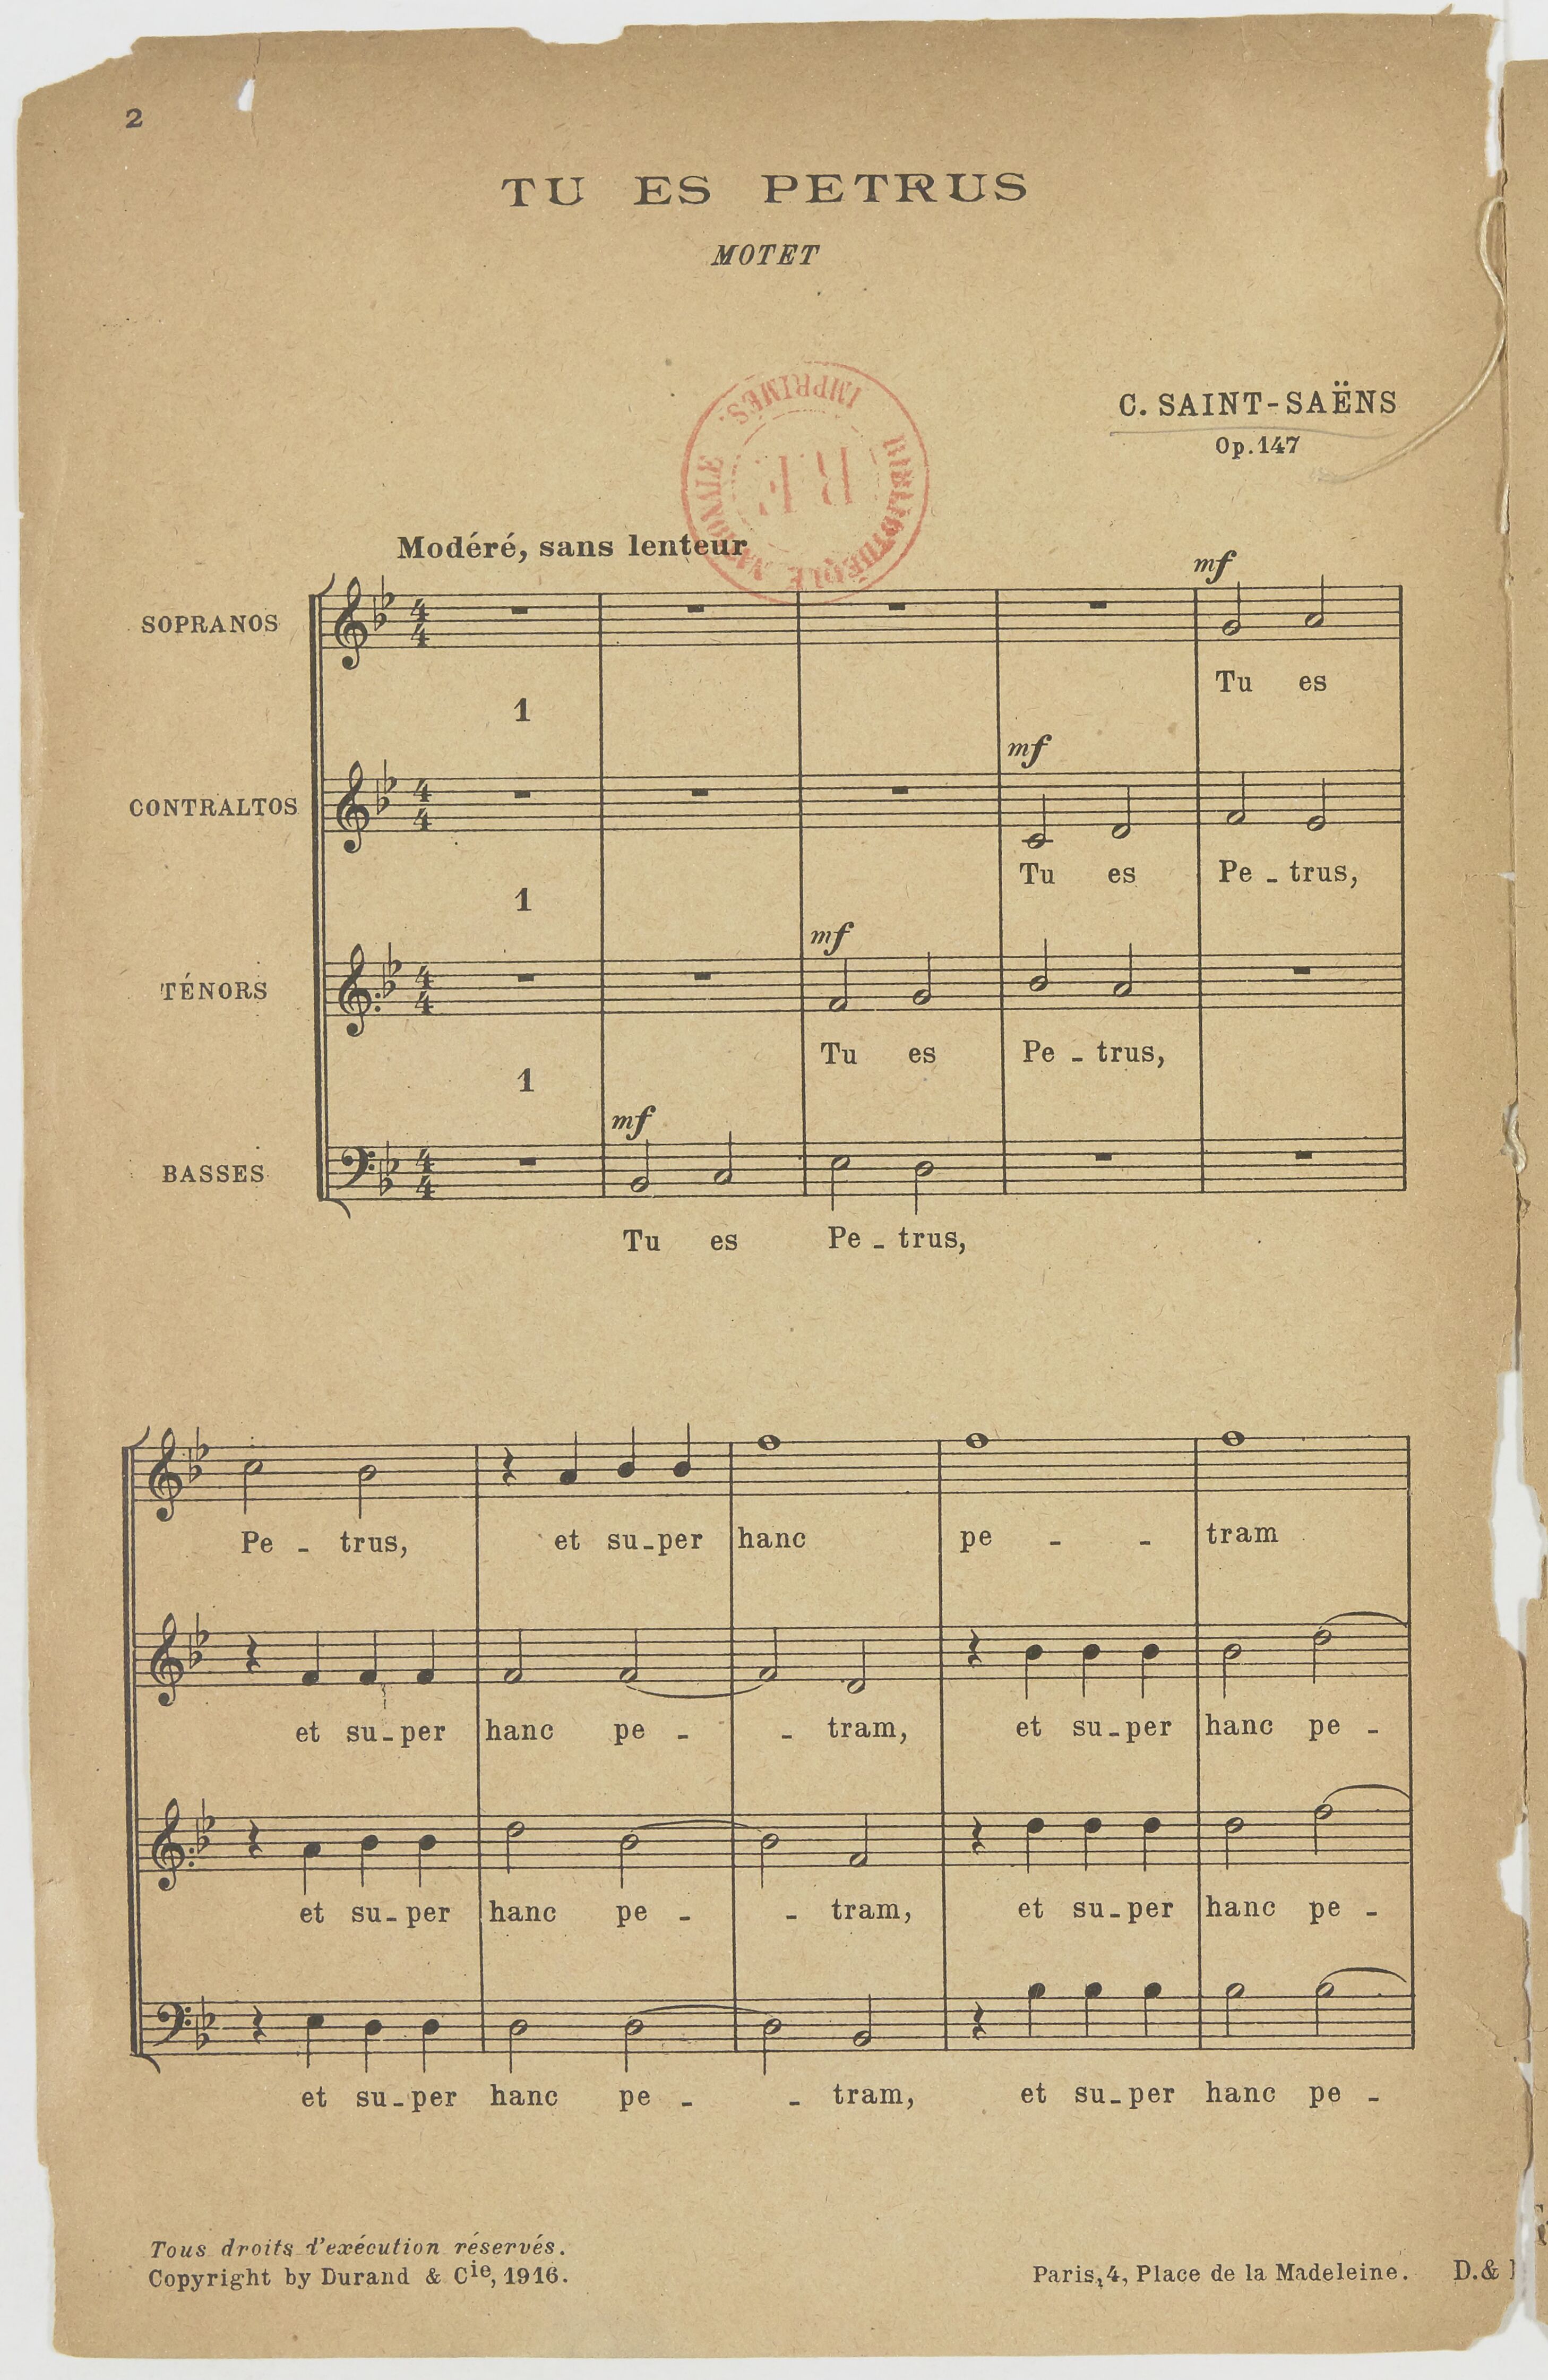 2
TU ES PETRUS
MOTET
C. SAINT-SAËNS
Op. 147
IMPRIMÉS.
BIBLIOTHÈQUE NATIONALE
R F
Modéré, sans lenteur
SOPRANOS
mf
Tu es
1
CONTRALTOS
mf
Tu es Pe - trus,
1
TÉNORS
mf
Tu es Pe - trus,
1
BASSES
mf
Tu es Pe - trus,
Pe - trus, et su-per hanc pe - - tram
et su-per hanc pe - - tram, et su-per hanc pe -
et su-per hanc pe - - tram, et su-per hanc pe -
et su-per hanc pe - - tram, et su-per hanc pe -
Tous droits d'exécution réservés.
Copyright by Durand & Cie, 1916.
Paris, 4, Place de la Madeleine.
D. &